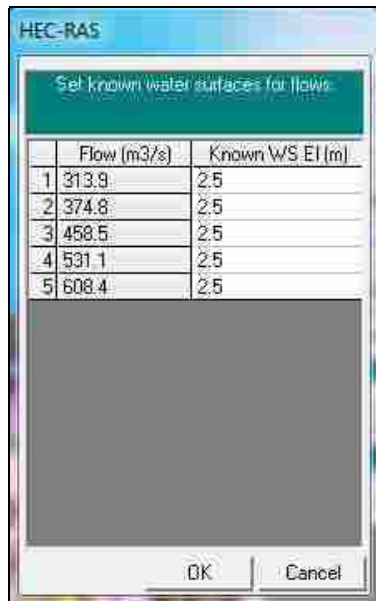 HEC-RAS
Set known water surfaces for flows
Flow (m3/s) Known WS El (m)
1 313.9 2.5
2 374.8 2.5
3 458.5 2.5
4 531.1 2.5
5 608.4 2.5
OK Cancel